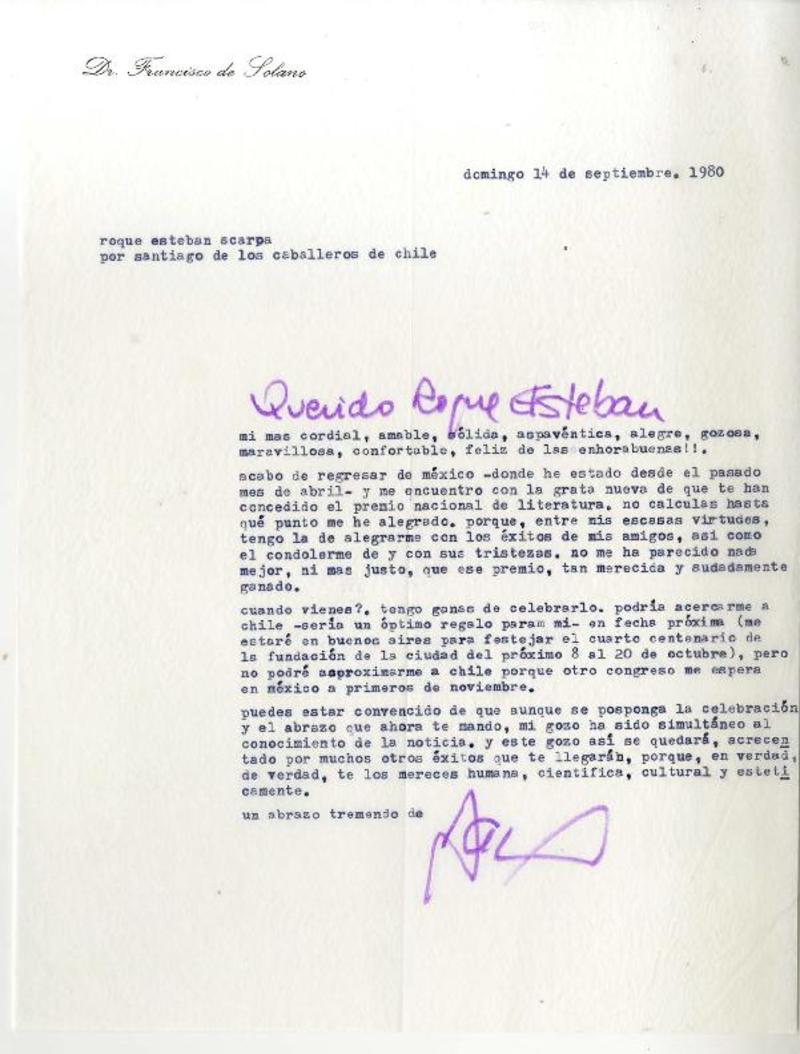 Dr. Francisco de Solano
domingo 14 de septiembre. 1980
roque esteban scarpa
por santiago de los caballeros de chile
Querido Roque Esteban
mi mas cordial, amable, sólida, aspavéntica, alegre, gozosa,
maravillosa, confortable, feliz de las enhorabuenas!!.
acabo de regresar de méxico -donde he estado desde el pasado
mes de abril- y me encuentro con la grata nueva de que te han
concedido el premio nacional de literatura. no calculas hasta
qué punto me he alegrado. porque, entre mis escasas virtudes,
tengo la de alegrarme con los éxitos de mis amigos, asi como
el condolerme de y con sus tristezas. no me ha parecido nada
mejor, ni mas justo, que ese premio, tan merecida y sudadamente
ganado.
cuando vienes?. tengo ganas de celebrarlo. podría acercarme a
chile -sería un óptimo regalo param mi- en fecha próxima (me
estaré en buenos aires para festejar el cuarto centenario de
la fundación de la ciudad del próximo 8 al 20 de octubre), pero
no podré asproximarme a chile porque otro congreso me espera
en méxico a primeros de noviembre.
puedes estar convencido de que aunque se posponga la celebración
y el abrazo que ahora te mando, mi gozo ha sido simultáneo al
conocimiento de la noticia. y este gozo así se quedará, acrecen
tado por muchos otros éxitos que te llegarán, porque, en verdad,
de verdad, te los mereces humana, científica, cultural y esteti
camente.
un abrazo tremendo de